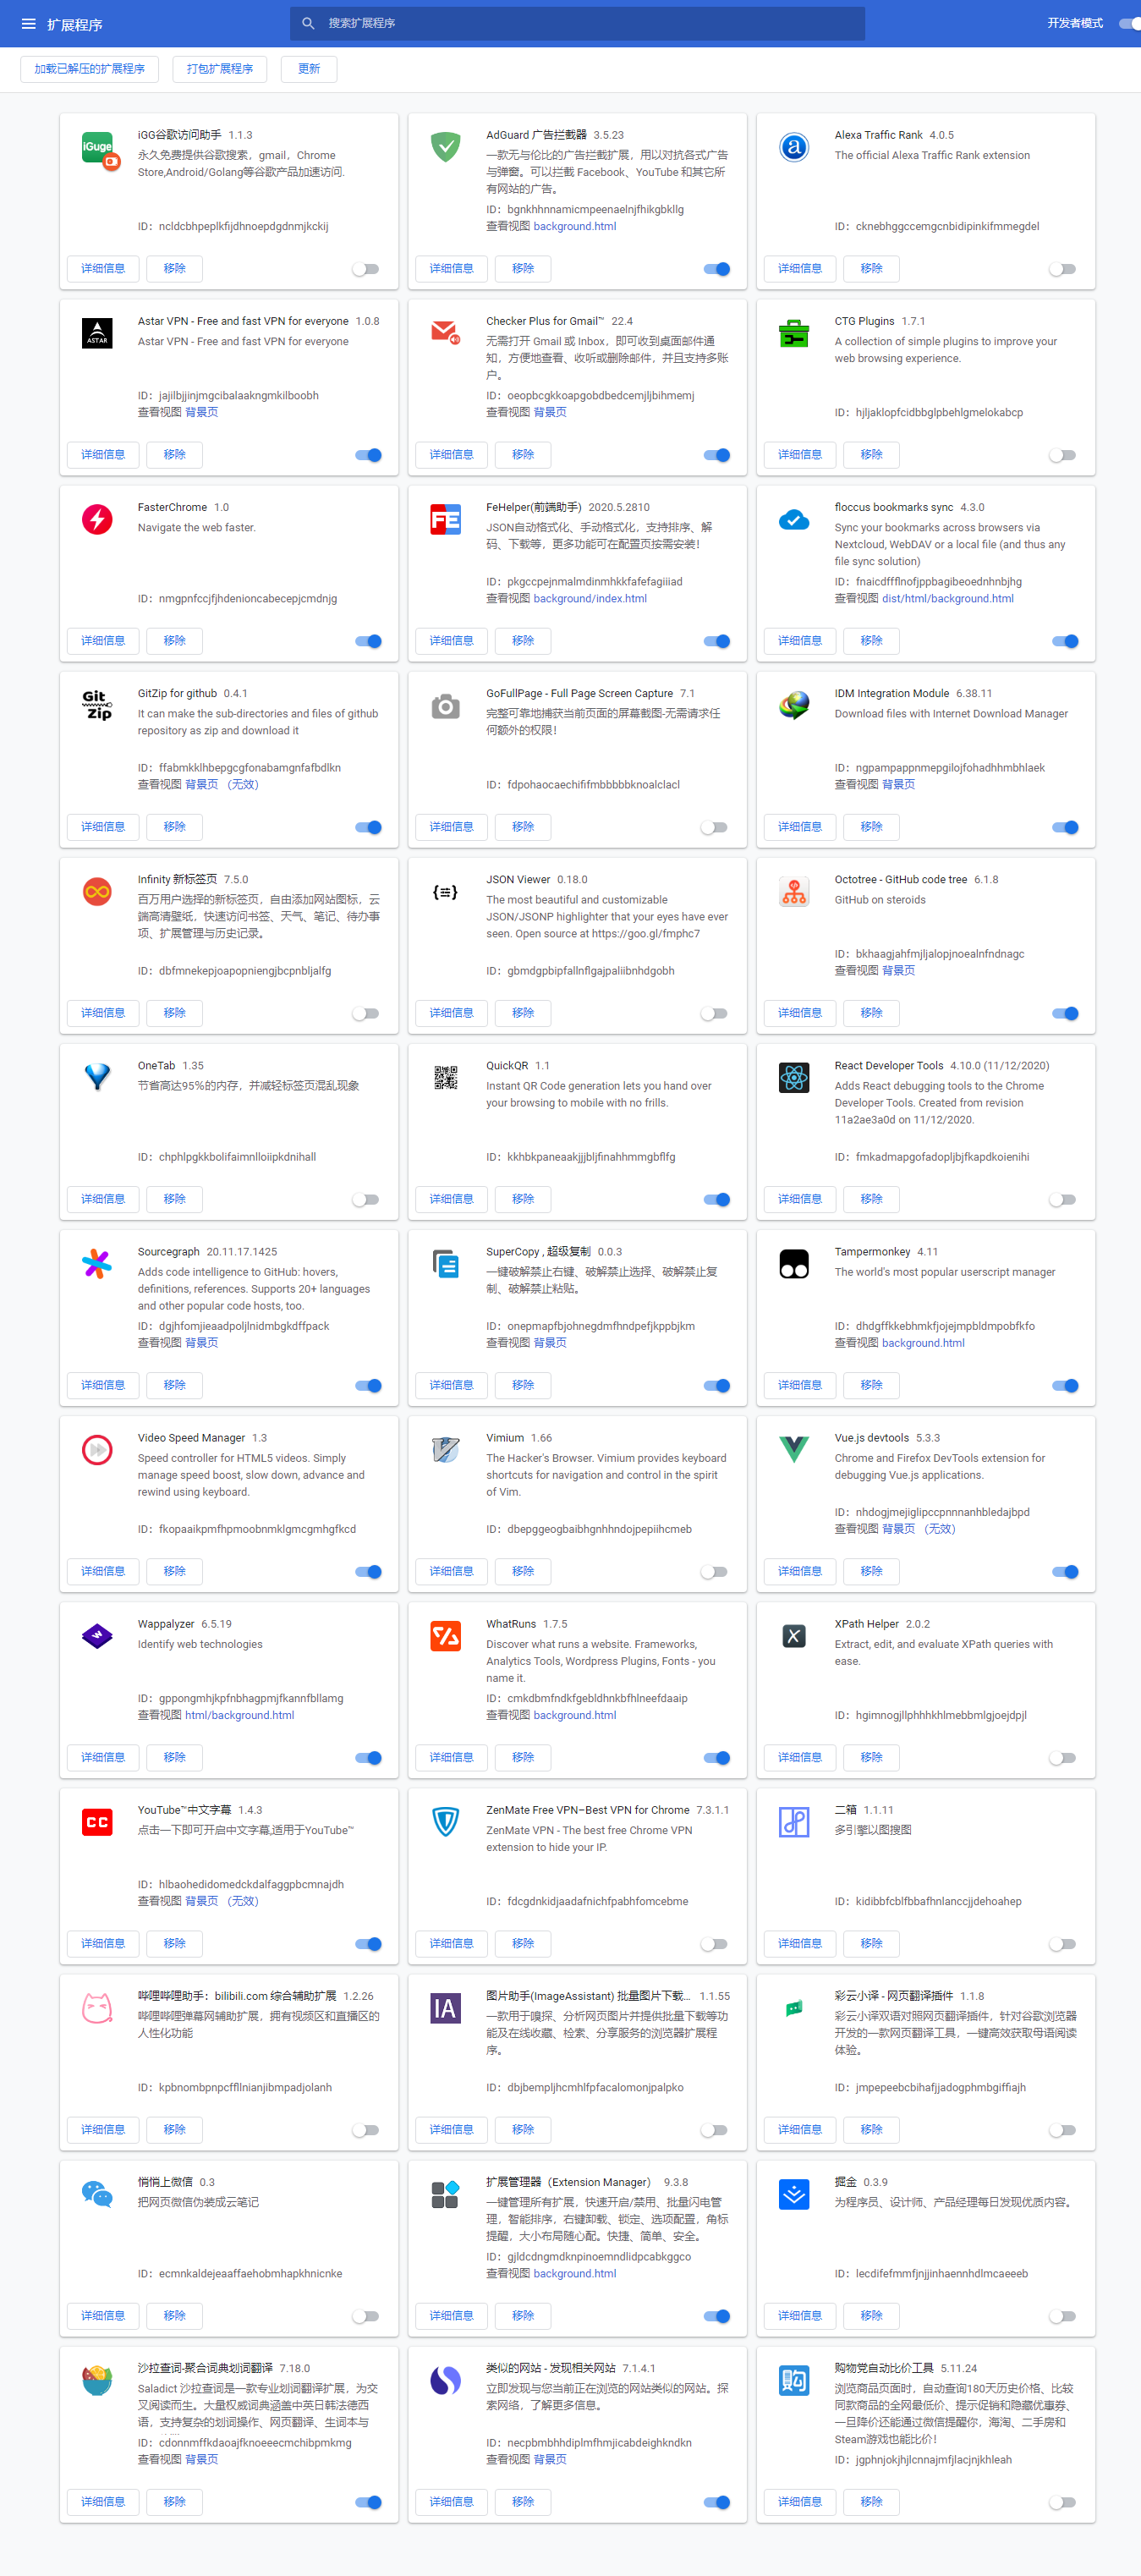 扩展程序
搜索扩展程序
开发者模式
加载已解压的扩展程序
打包扩展程序
更新
iGuge
iGG谷歌访问助手 1.1.3
永久免费提供谷歌搜索，gmail，Chrome
Store,Android/Golang等谷歌产品加速访问.
ID：ncldcbhpeplkfijdhnoepdgdnmjkckij
详细信息
移除
AdGuard 广告拦截器 3.5.23
一款无与伦比的广告拦截扩展，用以对抗各式广告
与弹窗。可以拦截 Facebook、YouTube 和其它所
有网站的广告。
ID：bgnkhhnnamicmpeenaelnjfhikgbkllg
查看视图 background.html
详细信息
移除
a
Alexa Traffic Rank 4.0.5
The official Alexa Traffic Rank extension
ID：cknebhggccemgcnbidipinkifmmegdel
详细信息
移除
ASTAR
Astar VPN - Free and fast VPN for everyone 1.0.8
Astar VPN - Free and fast VPN for everyone
ID：jajilbjjinjmgcibalaakngmkilboobh
查看视图 背景页
详细信息
移除
Checker Plus for Gmail™ 22.4
无需打开 Gmail 或 Inbox，即可收到桌面邮件通
知，方便地查看、收听或删除邮件，并且支持多账
户。
ID：oeopbcgkkoapgobdbedcemjljbihmemj
查看视图 背景页
详细信息
移除
CTG Plugins 1.7.1
A collection of simple plugins to improve your
web browsing experience.
ID：hjljaklopfcidbbglpbehlgmelokabcp
详细信息
移除
FasterChrome 1.0
Navigate the web faster.
ID：nmgpnfccjfjhdenioncabecepjcmdnjg
详细信息
移除
FE
FeHelper(前端助手) 2020.5.2810
JSON自动格式化、手动格式化，支持排序、解
码、下载等，更多功能可在配置页按需安装！
ID：pkgccpejnmalmdinmhkkfafefagiiiad
查看视图 background/index.html
详细信息
移除
floccus bookmarks sync 4.3.0
Sync your bookmarks across browsers via
Nextcloud, WebDAV or a local file (and thus any
file sync solution)
ID：fnaicdffflnofjppbagibeoednhnbjhg
查看视图 dist/html/background.html
详细信息
移除
Git
Zip
GitZip for github 0.4.1
It can make the sub-directories and files of github
repository as zip and download it
ID：ffabmkklhbepgcgfonabamgnfafbdlkn
查看视图 背景页 （无效）
详细信息
移除
GoFullPage - Full Page Screen Capture 7.1
完整可靠地捕获当前页面的屏幕截图-无需请求任
何额外的权限！
ID：fdpohaocaechififmbbbbbknoalclacl
详细信息
移除
IDM Integration Module 6.38.11
Download files with Internet Download Manager
ID：ngpampappnmepgilojfohadhhmbhlaek
查看视图 背景页
详细信息
移除
Infinity 新标签页 7.5.0
百万用户选择的新标签页，自由添加网站图标，云
端高清壁纸，快速访问书签、天气、笔记、待办事
项、扩展管理与历史记录。
ID：dbfmnekepjoapopniengjbcpnbljalfg
详细信息
移除
JSON Viewer 0.18.0
The most beautiful and customizable
JSON/JSONP highlighter that your eyes have ever
seen. Open source at https://goo.gl/fmphc7
ID：gbmdgpbipfallnflgajpaliibnhdgobh
详细信息
移除
Octotree - GitHub code tree 6.1.8
GitHub on steroids
ID：bkhaagjahfmjljalopjnoealnfndnagc
查看视图 背景页
详细信息
移除
OneTab 1.35
节省高达95%的内存，并减轻标签页混乱现象
ID：chphlpgkkbolifaimnlloiipkdnihall
详细信息
移除
QuickQR 1.1
Instant QR Code generation lets you hand over
your browsing to mobile with no frills.
ID：kkhbkpaneaakjjjbljfinahhmmgbflfg
详细信息
移除
React Developer Tools 4.10.0 (11/12/2020)
Adds React debugging tools to the Chrome
Developer Tools. Created from revision
11a2ae3a0d on 11/12/2020.
ID：fmkadmapgofadopljbjfkapdkoienihi
详细信息
移除
Sourcegraph 20.11.17.1425
Adds code intelligence to GitHub: hovers,
definitions, references. Supports 20+ languages
and other popular code hosts, too.
ID：dgjhfomjieaadpoljlnidmbgkdffpack
查看视图 背景页
详细信息
移除
SuperCopy , 超级复制 0.0.3
一键破解禁止右键、破解禁止选择、破解禁止复
制、破解禁止粘贴。
ID：onepmapfbjohnegdmfhndpefjkppbjkm
查看视图 背景页
详细信息
移除
Tampermonkey 4.11
The world's most popular userscript manager
ID：dhdgffkkebhmkfjojejmpbldmpobfkfo
查看视图 background.html
详细信息
移除
Video Speed Manager 1.3
Speed controller for HTML5 videos. Simply
manage speed boost, slow down, advance and
rewind using keyboard.
ID：fkopaaikpmfhpmoobnmklgmcgmhgfkcd
详细信息
移除
Vimium 1.66
The Hacker's Browser. Vimium provides keyboard
shortcuts for navigation and control in the spirit
of Vim.
ID：dbepggeogbaibhgnhhndojpepiihcmeb
详细信息
移除
Vue.js devtools 5.3.3
Chrome and Firefox DevTools extension for
debugging Vue.js applications.
ID：nhdogjmejiglipccpnnnanhbledajbpd
查看视图 背景页 （无效）
详细信息
移除
Wappalyzer 6.5.19
Identify web technologies
ID：gppongmhjkpfnbhagpmjfkannfbllamg
查看视图 html/background.html
详细信息
移除
WhatRuns 1.7.5
Discover what runs a website. Frameworks,
Analytics Tools, Wordpress Plugins, Fonts - you
name it.
ID：cmkdbmfndkfgebldhnkbfhlneefdaaip
查看视图 background.html
详细信息
移除
X
XPath Helper 2.0.2
Extract, edit, and evaluate XPath queries with
ease.
ID：hgimnogjllphhhkhlmebbmlgjoejdpjl
详细信息
移除
CC
YouTube™中文字幕 1.4.3
点击一下即可开启中文字幕,适用于YouTube™
ID：hlbaohedidomedckdalfaggpbcmnajdh
查看视图 背景页 （无效）
详细信息
移除
ZenMate Free VPN–Best VPN for Chrome 7.3.1.1
ZenMate VPN - The best free Chrome VPN
extension to hide your IP.
ID：fdcgdnkidjaadafnichfpabhfomcebme
详细信息
移除
二箱 1.1.11
多引擎以图搜图
ID：kidibbfcblfbbafhnlanccjjdehoahep
详细信息
移除
哔哩哔哩助手：bilibili.com 综合辅助扩展 1.2.26
哔哩哔哩弹幕网辅助扩展，拥有视频区和直播区的
人性化功能
ID：kpbnombpnpcffllnianjibmpadjolanh
详细信息
移除
IA
图片助手(ImageAssistant) 批量图片下载... 1.1.55
一款用于嗅探、分析网页图片并提供批量下载等功
能及在线收藏、检索、分享服务的浏览器扩展程
序。
ID：dbjbempljhcmhlfpfacalomonjpalpko
详细信息
移除
彩云小译 - 网页翻译插件 1.1.8
彩云小译双语对照网页翻译插件，针对谷歌浏览器
开发的一款网页翻译工具，一键高效获取母语阅读
体验。
ID：jmpepeebcbihafjjadogphmbgiffiajh
详细信息
移除
悄悄上微信 0.3
把网页微信伪装成云笔记
ID：ecmnkaldejeaaffaehobmhapkhnicnke
详细信息
移除
扩展管理器（Extension Manager） 9.3.8
一键管理所有扩展，快速开启/禁用、批量闪电管
理，智能排序，右键卸载、锁定、选项配置，角标
提醒，大小布局随心配。快捷、简单、安全。
ID：gjldcdngmdknpinoemndlidpcabkggco
查看视图 background.html
详细信息
移除
掘金 0.3.9
为程序员、设计师、产品经理每日发现优质内容。
ID：lecdifefmmfjnjjinhaennhdlmcaeeeb
详细信息
移除
沙拉查词-聚合词典划词翻译 7.18.0
Saladict 沙拉查词是一款专业划词翻译扩展，为交
叉阅读而生。大量权威词典涵盖中英日韩法德西
语，支持复杂的划词操作、网页翻译、生词本与
ID：cdonnmffkdaoajfknoeeecmchibpmkmg
查看视图 背景页
详细信息
移除
类似的网站 - 发现相关网站 7.1.4.1
立即发现与您当前正在浏览的网站类似的网站。探
索网络，了解更多信息。
ID：necpbmbhhdiplmfhmjicabdeighkndkn
查看视图 背景页
详细信息
移除
购
购物党自动比价工具 5.11.24
浏览商品页面时，自动查询180天历史价格、比较
同款商品的全网最低价、提示促销和隐藏优惠券、
一旦降价还能通过微信提醒你，海淘、二手房和
Steam游戏也能比价！
ID：jgphnjokjhjlcnnajmfjlacjnjkhleah
详细信息
移除